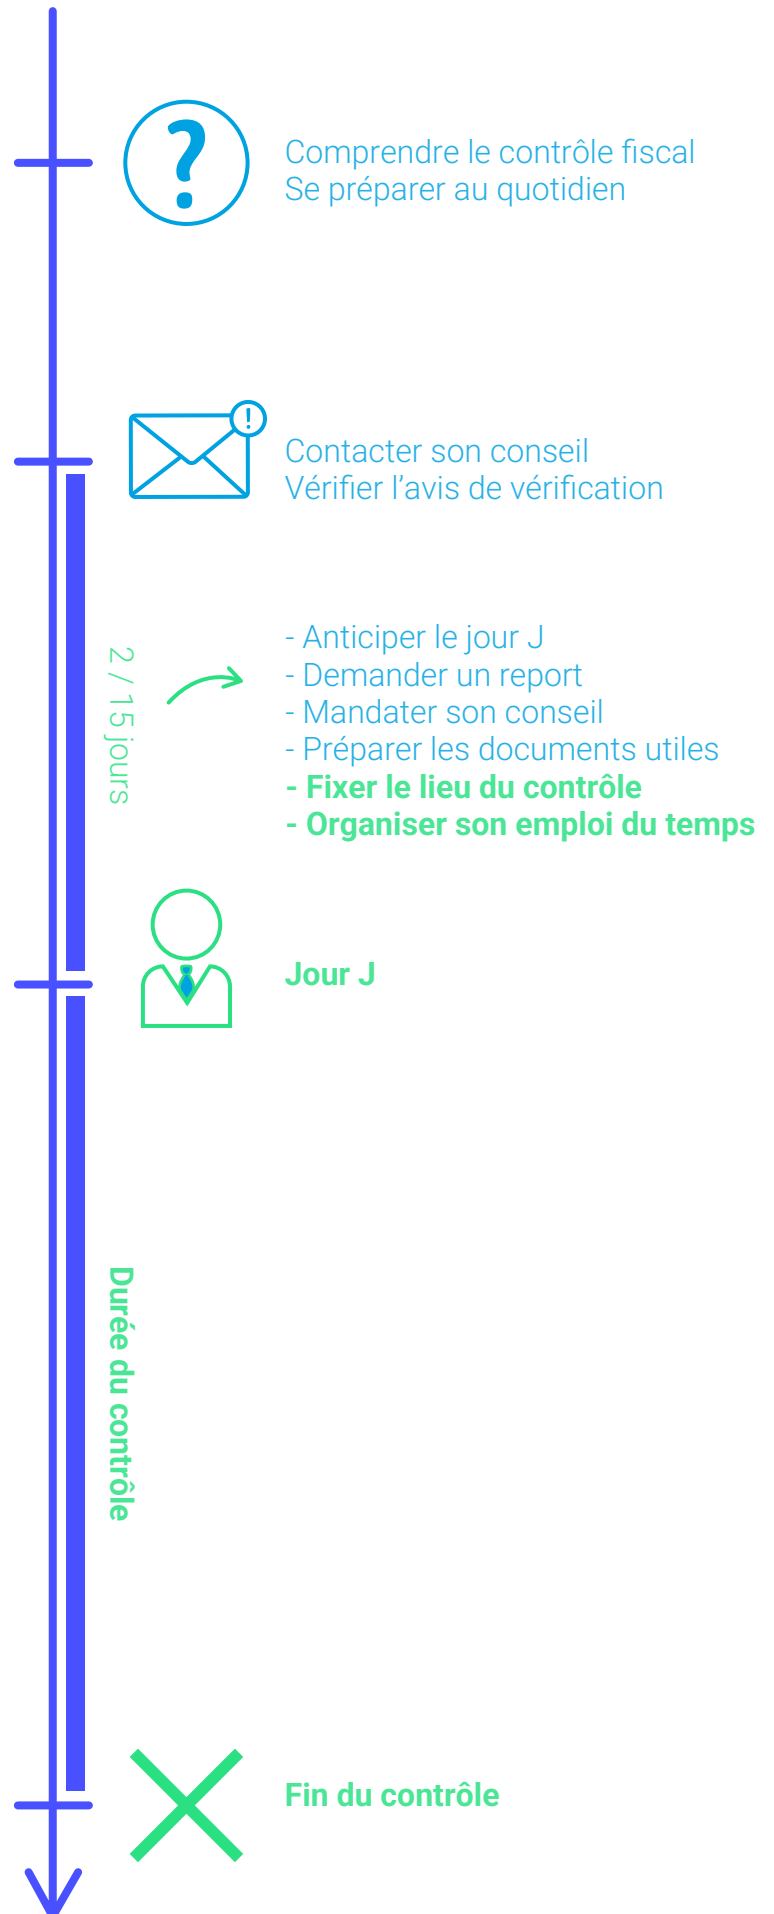 ?
Comprendre le contrôle fiscal
Se préparer au quotidien
!
Contacter son conseil
Vérifier l’avis de vérification
2 / 15 jours
- Anticiper le jour J
- Demander un report
- Mandater son conseil
- Préparer les documents utiles
- Fixer le lieu du contrôle
- Organiser son emploi du temps
Jour J
Durée du contrôle
Fin du contrôle